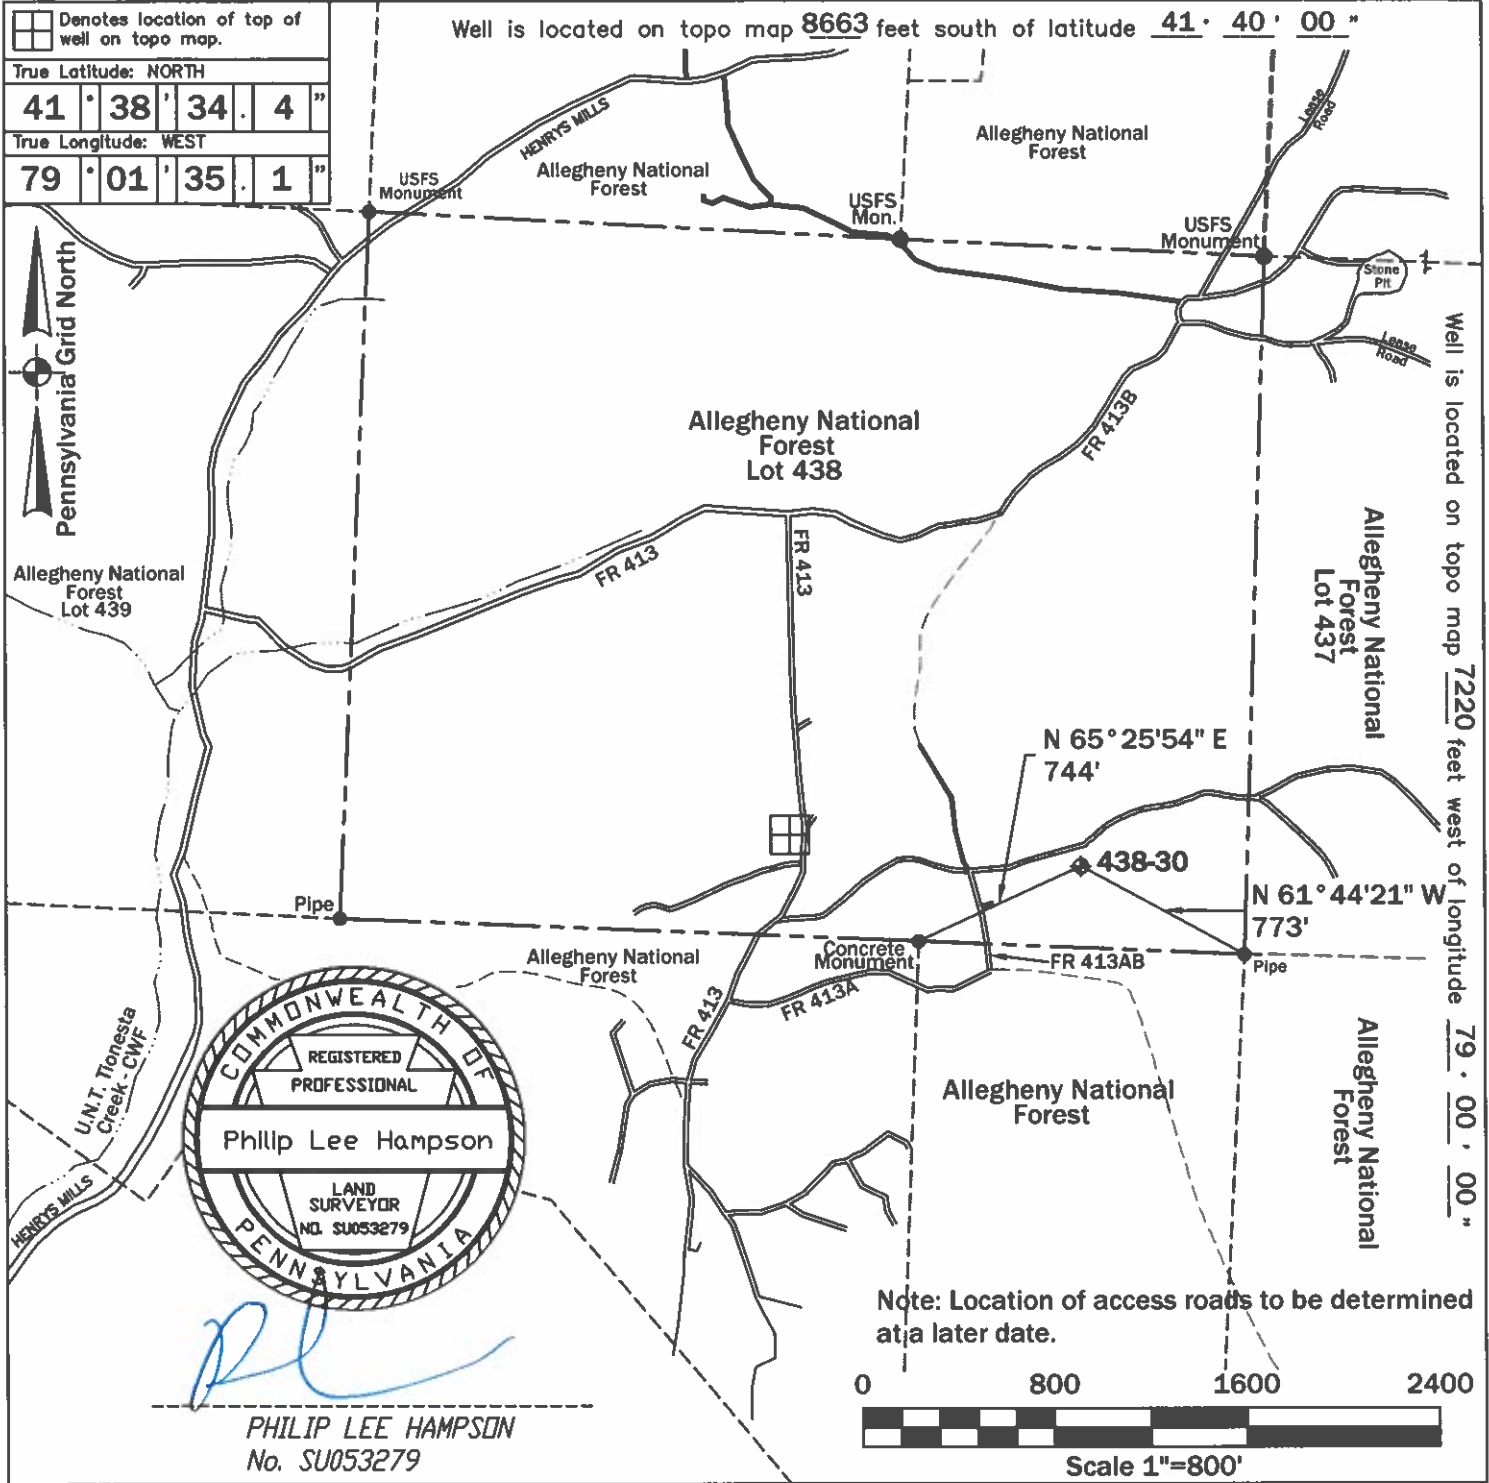 Denotes location of top of
well on topo map.
Well is located on topo map 8663 feet south of latitude 41° 40' 00"
True Latitude: NORTH
41 ° 38 ' 34 . 4 "
True Longitude: WEST
79 ° 01 ' 35 . 1 "
HENRYS MILLS
Allegheny National
Forest
Allegheny National
Forest
Lease
Road
USFS
Monument
USFS
Mon.
USFS
Monument
Stone
Pit
Lease
Road
Pennsylvania Grid North
Well is located on topo map 7220 feet west of longitude 79° 00' 00"
Allegheny National
Forest
Lot 438
FR 413B
FR 413
FR 413
Allegheny National
Forest
Lot 439
Allegheny National
Forest
Lot 437
N 65°25'54" E
744'
438-30
N 61°44'21" W
773'
Pipe
Concrete
Monument
FR 413AB
Pipe
Allegheny National
Forest
FR 413A
FR 413
U.N.T. Tionesta
Creek - CWF
HENRYS MILLS
Allegheny National
Forest
Allegheny National
Forest
COMMONWEALTH OF
REGISTERED
PROFESSIONAL
Philip Lee Hampson
LAND
SURVEYOR
NO. SU053279
PENNSYLVANIA
Note: Location of access roads to be determined
at a later date.
PHILIP LEE HAMPSON
No. SU053279
0 800 1600 2400
Scale 1"=800'